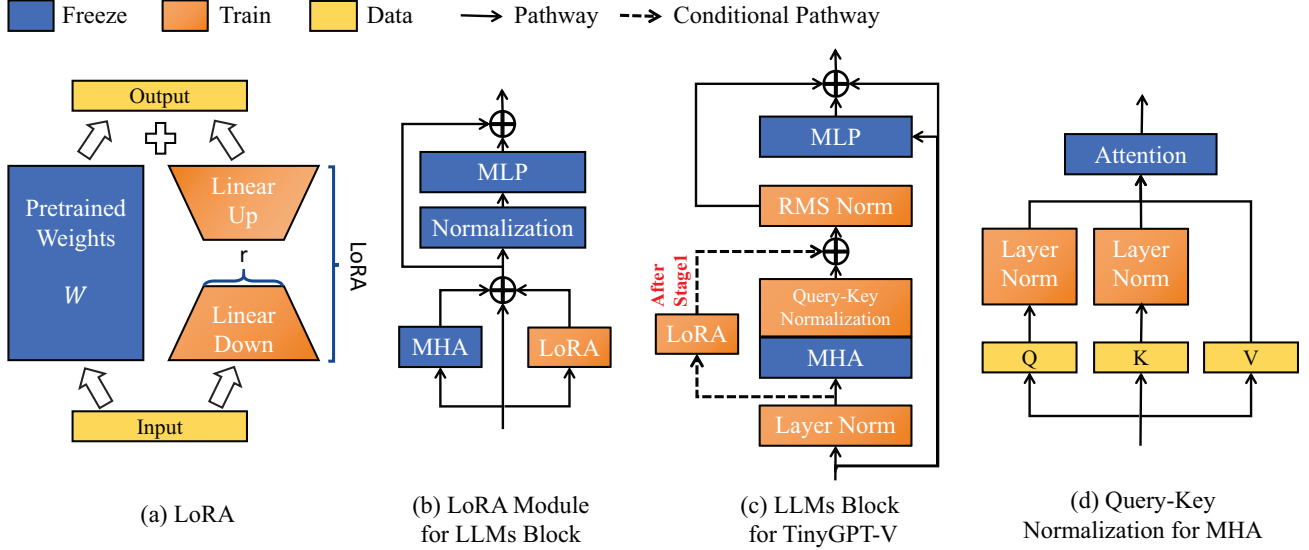 Freeze
Train
Data
Pathway
Conditional Pathway
Output
Pretrained
Weights
W
Linear
Up
r
Linear
Down
LoRA
Input
(a) LoRA
MLP
Normalization
MHA
LoRA
(b) LoRA Module
for LLMs Block
MLP
RMS Norm
After
Stage1
Query-Key
Normalization
LoRA
MHA
Layer Norm
(c) LLMs Block
for TinyGPT-V
Attention
Layer
Norm
Layer
Norm
Q
K
V
(d) Query-Key
Normalization for MHA